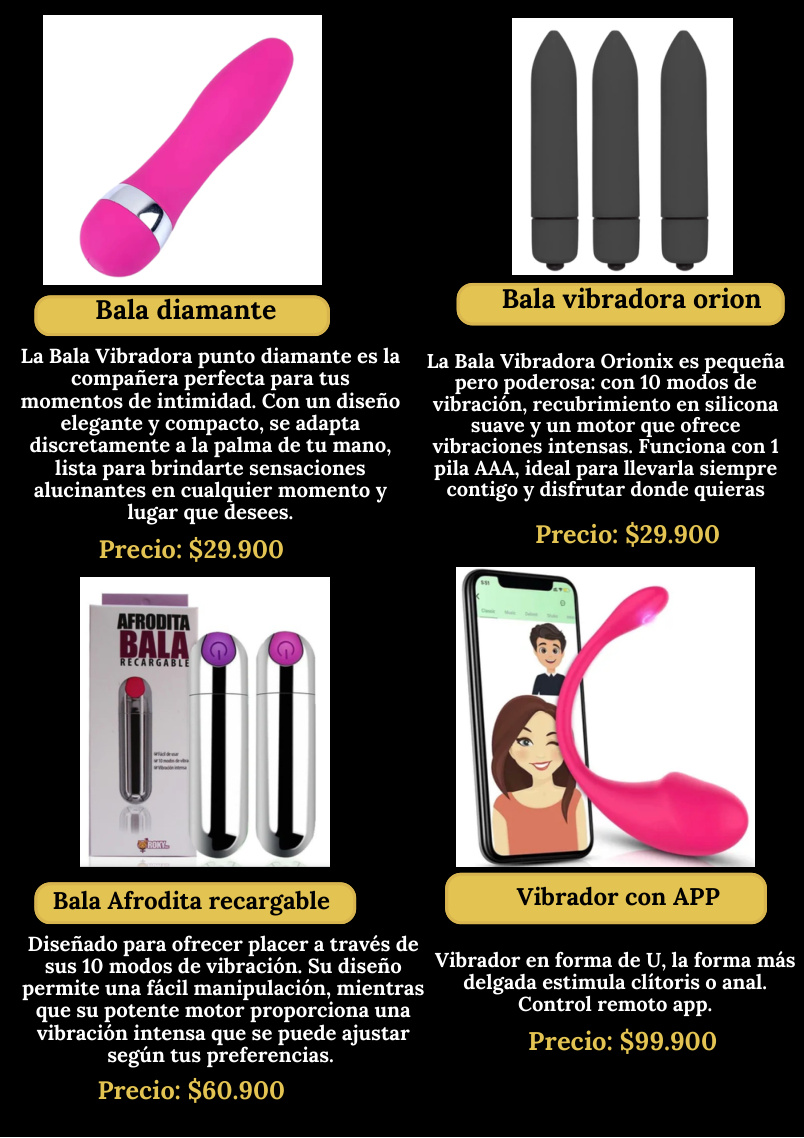 Bala diamante
La Bala Vibradora punto diamante es la
compañera perfecta para tus
momentos de intimidad. Con un diseño
elegante y compacto, se adapta
discretamente a la palma de tu mano,
lista para brindarte sensaciones
alucinantes en cualquier momento y
lugar que desees.
Precio: $29.900
Bala vibradora orion
La Bala Vibradora Orionix es pequeña
pero poderosa: con 10 modos de
vibración, recubrimiento en silicona
suave y un motor que ofrece
vibraciones intensas. Funciona con 1
pila AAA, ideal para llevarla siempre
contigo y disfrutar donde quieras
Precio: $29.900
AFRODITA
BALA
RECARGABLE
Bala Afrodita recargable
Diseñado para ofrecer placer a través de
sus 10 modos de vibración. Su diseño
permite una fácil manipulación, mientras
que su potente motor proporciona una
vibración intensa que se puede ajustar
según tus preferencias.
Precio: $60.900
5:51
Vibrador con APP
Vibrador en forma de U, la forma más
delgada estimula clítoris o anal.
Control remoto app.
Precio: $99.900